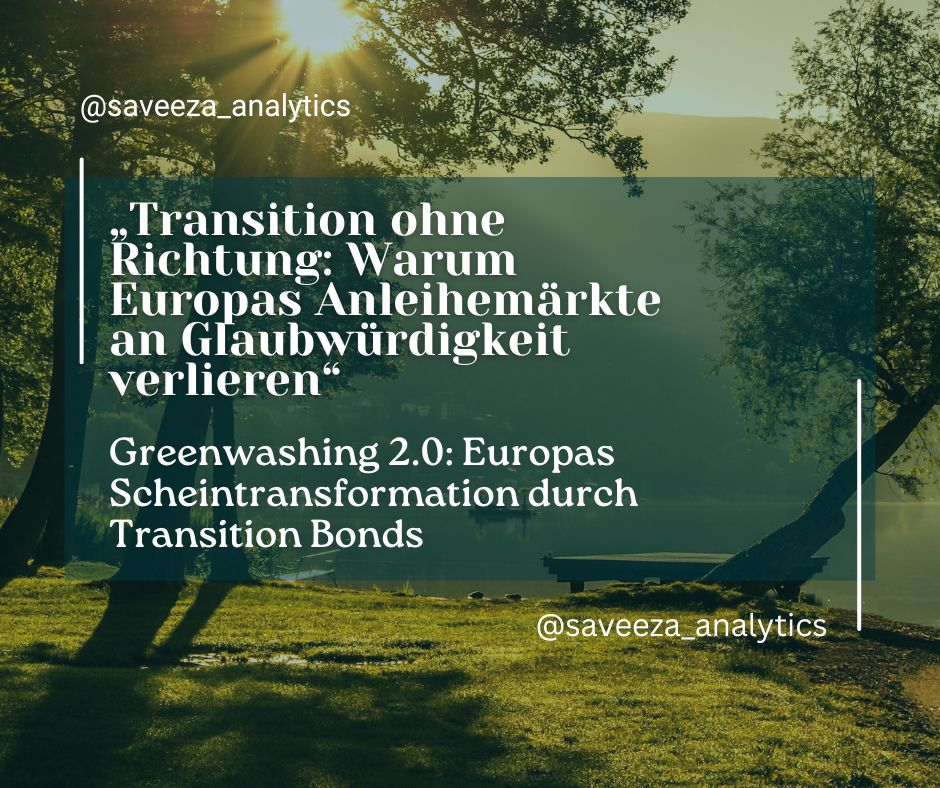 @saveeza_analytics
„Transition ohne
Richtung: Warum
Europas Anleihemärkte
an Glaubwürdigkeit
verlieren“
Greenwashing 2.0: Europas
Scheintransformation durch
Transition Bonds
@saveeza_analytics